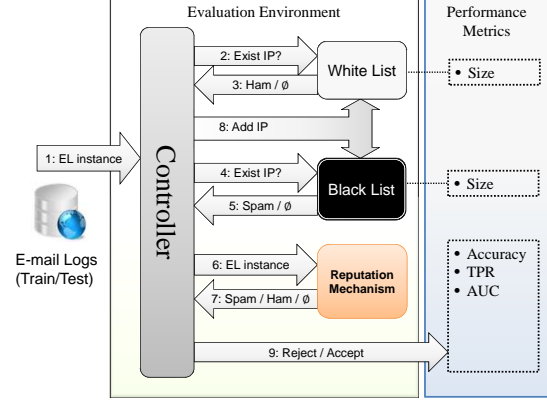 Evaluation Environment
Performance
Metrics
2: Exist IP?
White List
• Size
3: Ham / ∅
8: Add IP
1: EL instance
Controller
4: Exist IP?
Black List
• Size
5: Spam / ∅
E-mail Logs
(Train/Test)
6: EL instance
Reputation
Mechanism
7: Spam / Ham / ∅
• Accuracy
• TPR
• AUC
9: Reject / Accept